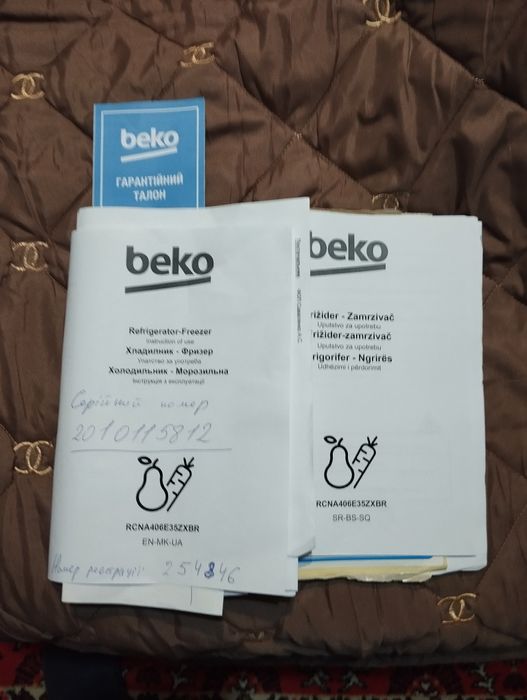 beko
ГАРАНТІЙНИЙ
ТАЛОН
beko
Refrigerator-Freezer
Instruction of use
Хладилник - Фризер
Упатство за употреба
Холодильник - Морозильна
Інструкція з експлуатації
Серійний номер
2010115812
RCNA406E35ZXBR
EN-MK-UA
Номер реєстрації: 254846
beko
rižider - Zamrzivač
Uputstvo za upotrebu
rižider-zamrzivač
Uputstvo za upotrebu
rigorifer - Ngrirës
Udhëzimi i përdorimit
RCNA406E35ZXBR
SR-BS-SQ